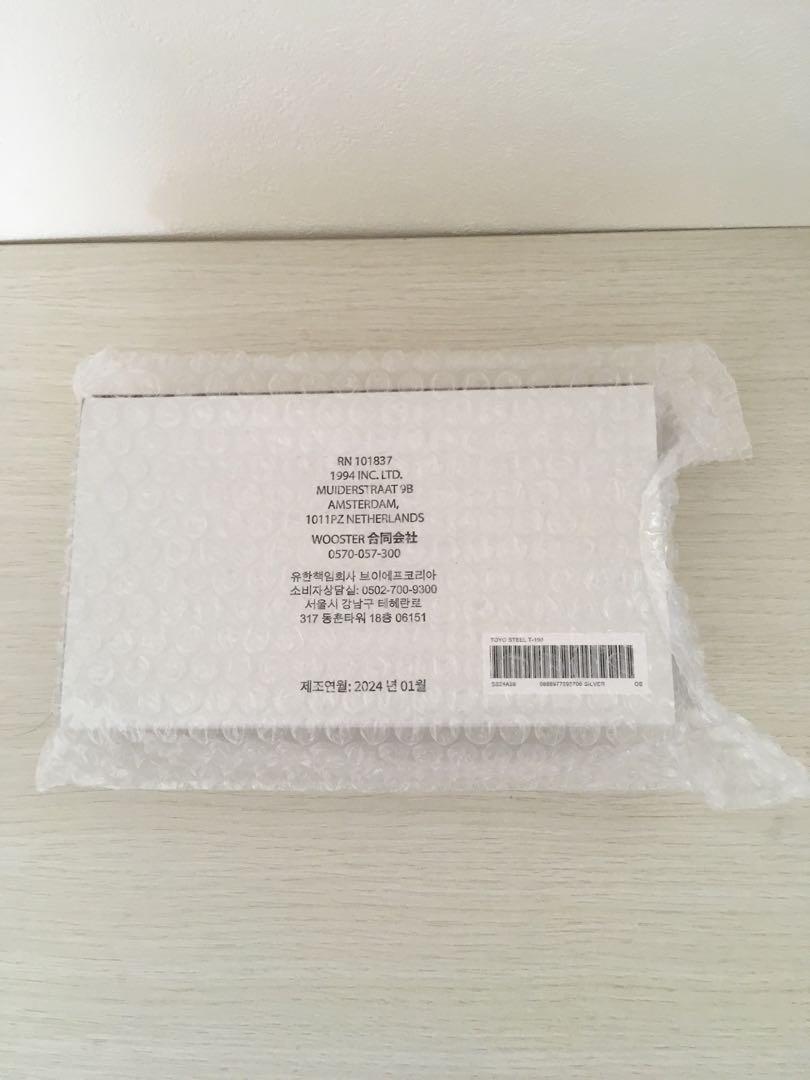 RN 101837
1994 INC. LTD.
MUIDERSTRAAT 9B
AMSTERDAM,
1011PZ NETHERLANDS
WOOSTER 合同会社
0570-057-300
유한책임회사 브이에프코리아
소비자상담실: 0502-700-9300
서울시 강남구 테헤란로
317 동훈타워 18층 06151
제조연월: 2024 년 01월
TOYO STEEL T-190
SILVER
OS